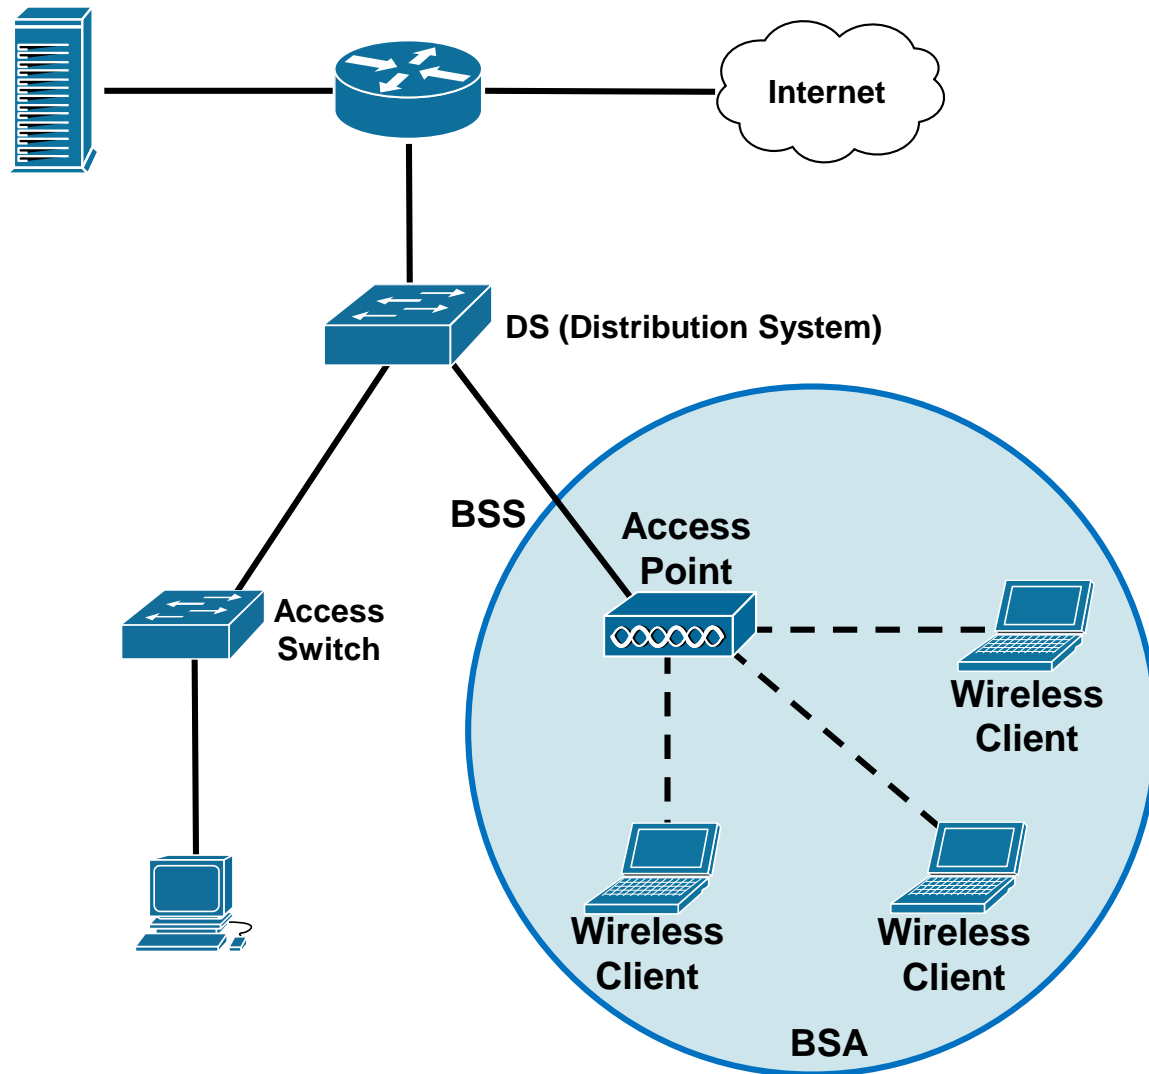 Internet
DS (Distribution System)
BSS
Access
Point
Access
Switch
Wireless
Client
Wireless
Client
Wireless
Client
BSA